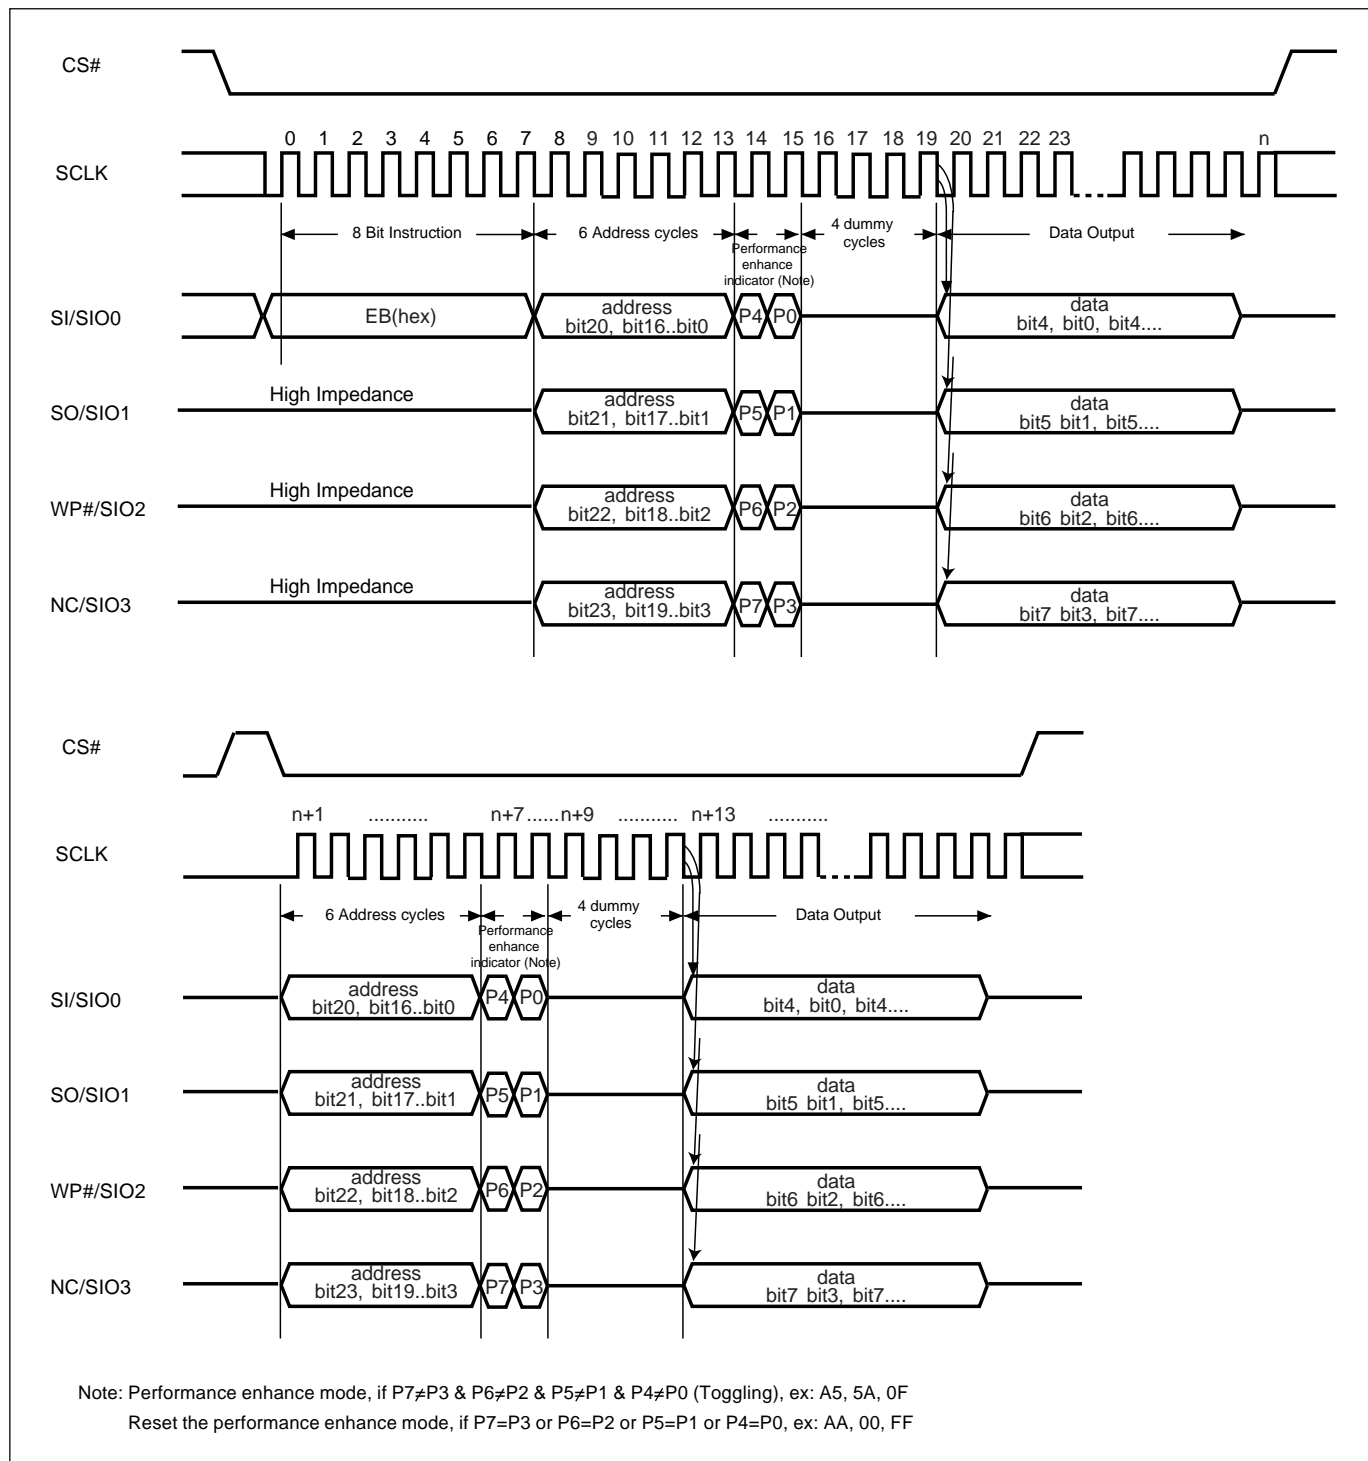 CS#
0 1 2 3 4 5 6 7 8 9 10 11 12 13 14 15 16 17 18 19 20 21 22 23 n
SCLK
8 Bit Instruction
6 Address cycles
4 dummy
cycles
Data Output
Performance
enhance
indicator (Note)
SI/SIO0
EB(hex)
address
bit20, bit16..bit0
P4 P0
data
bit4, bit0, bit4....
High Impedance
SO/SIO1
address
bit21, bit17..bit1
P5 P1
data
bit5 bit1, bit5....
High Impedance
WP#/SIO2
address
bit22, bit18..bit2
P6 P2
data
bit6 bit2, bit6....
High Impedance
NC/SIO3
address
bit23, bit19..bit3
P7 P3
data
bit7 bit3, bit7....
CS#
n+1 ........... n+7......n+9 ........... n+13 ...........
SCLK
6 Address cycles
4 dummy
cycles
Data Output
Performance
enhance
indicator (Note)
SI/SIO0
address
bit20, bit16..bit0
P4 P0
data
bit4, bit0, bit4....
SO/SIO1
address
bit21, bit17..bit1
P5 P1
data
bit5 bit1, bit5....
WP#/SIO2
address
bit22, bit18..bit2
P6 P2
data
bit6 bit2, bit6....
NC/SIO3
address
bit23, bit19..bit3
P7 P3
data
bit7 bit3, bit7....
Note: Performance enhance mode, if P7≠P3 & P6≠P2 & P5≠P1 & P4≠P0 (Toggling), ex: A5, 5A, 0F
Reset the performance enhance mode, if P7=P3 or P6=P2 or P5=P1 or P4=P0, ex: AA, 00, FF